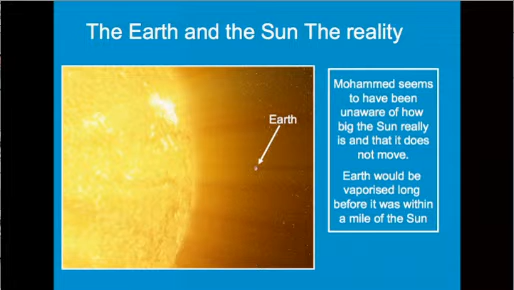 The Earth and the Sun The reality
Earth
Mohammed seems
to have been
unaware of how
big the Sun really
is and that it does
not move.
Earth would be
vaporised long
before it was within
a mile of the Sun